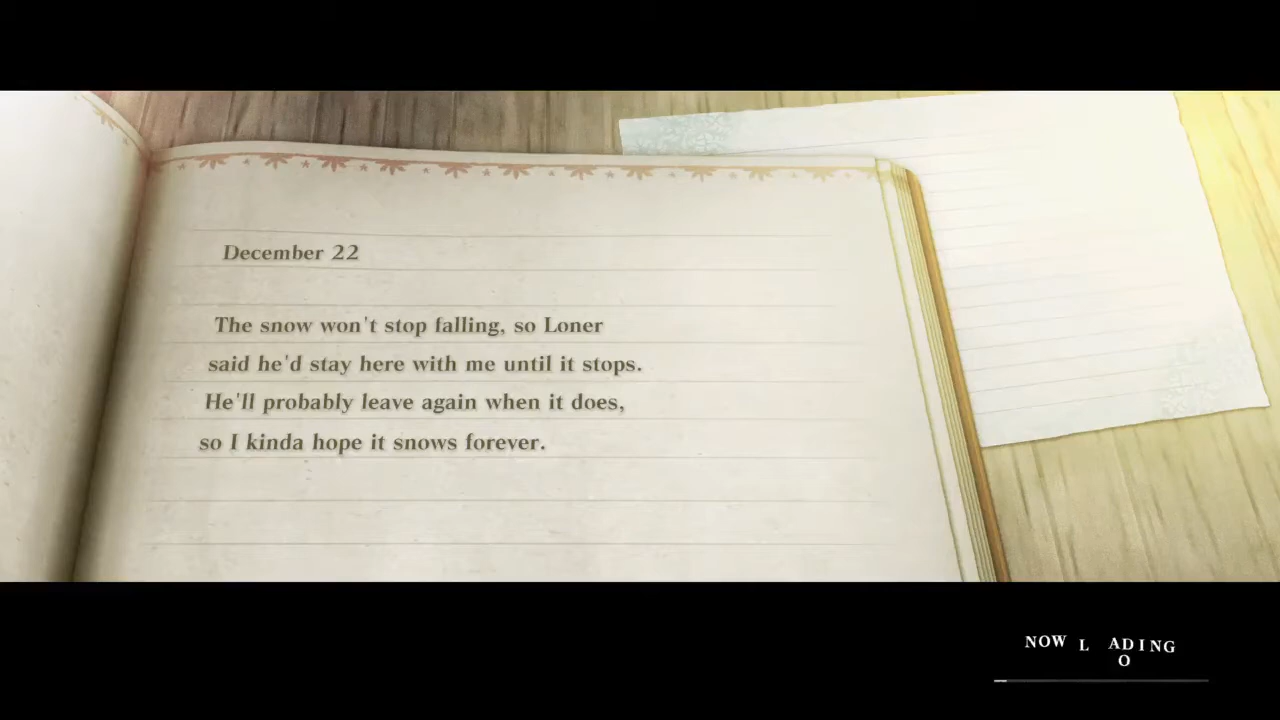 December 22
The snow won't stop falling, so Loner
said he'd stay here with me until it stops.
He'll probably leave again when it does,
so I kinda hope it snows forever.
NOW LOADING